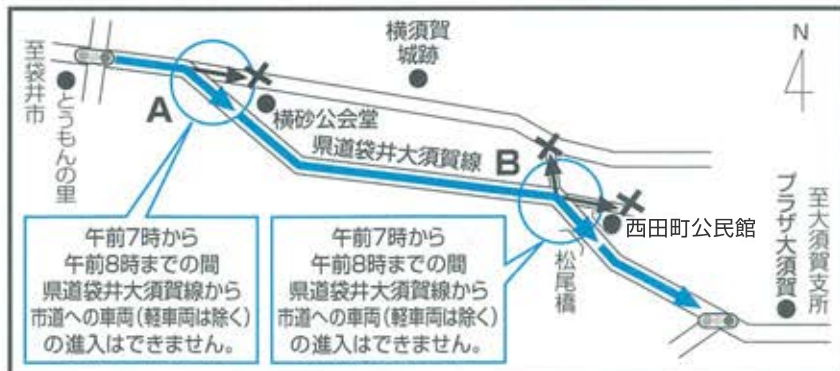 至袋井市
とうもんの里
A
横砂公会堂
横須賀
城跡
県道袋井大須賀線
B
N
西田町公民館
松尾橋
プラザ大須賀
至大須賀支所
午前7時から
午前8時までの間
県道袋井大須賀線から
市道への車両(軽車両は除く)
の進入はできません。
午前7時から
午前8時までの間
県道袋井大須賀線から
市道への車両(軽車両は除く)
の進入はできません。